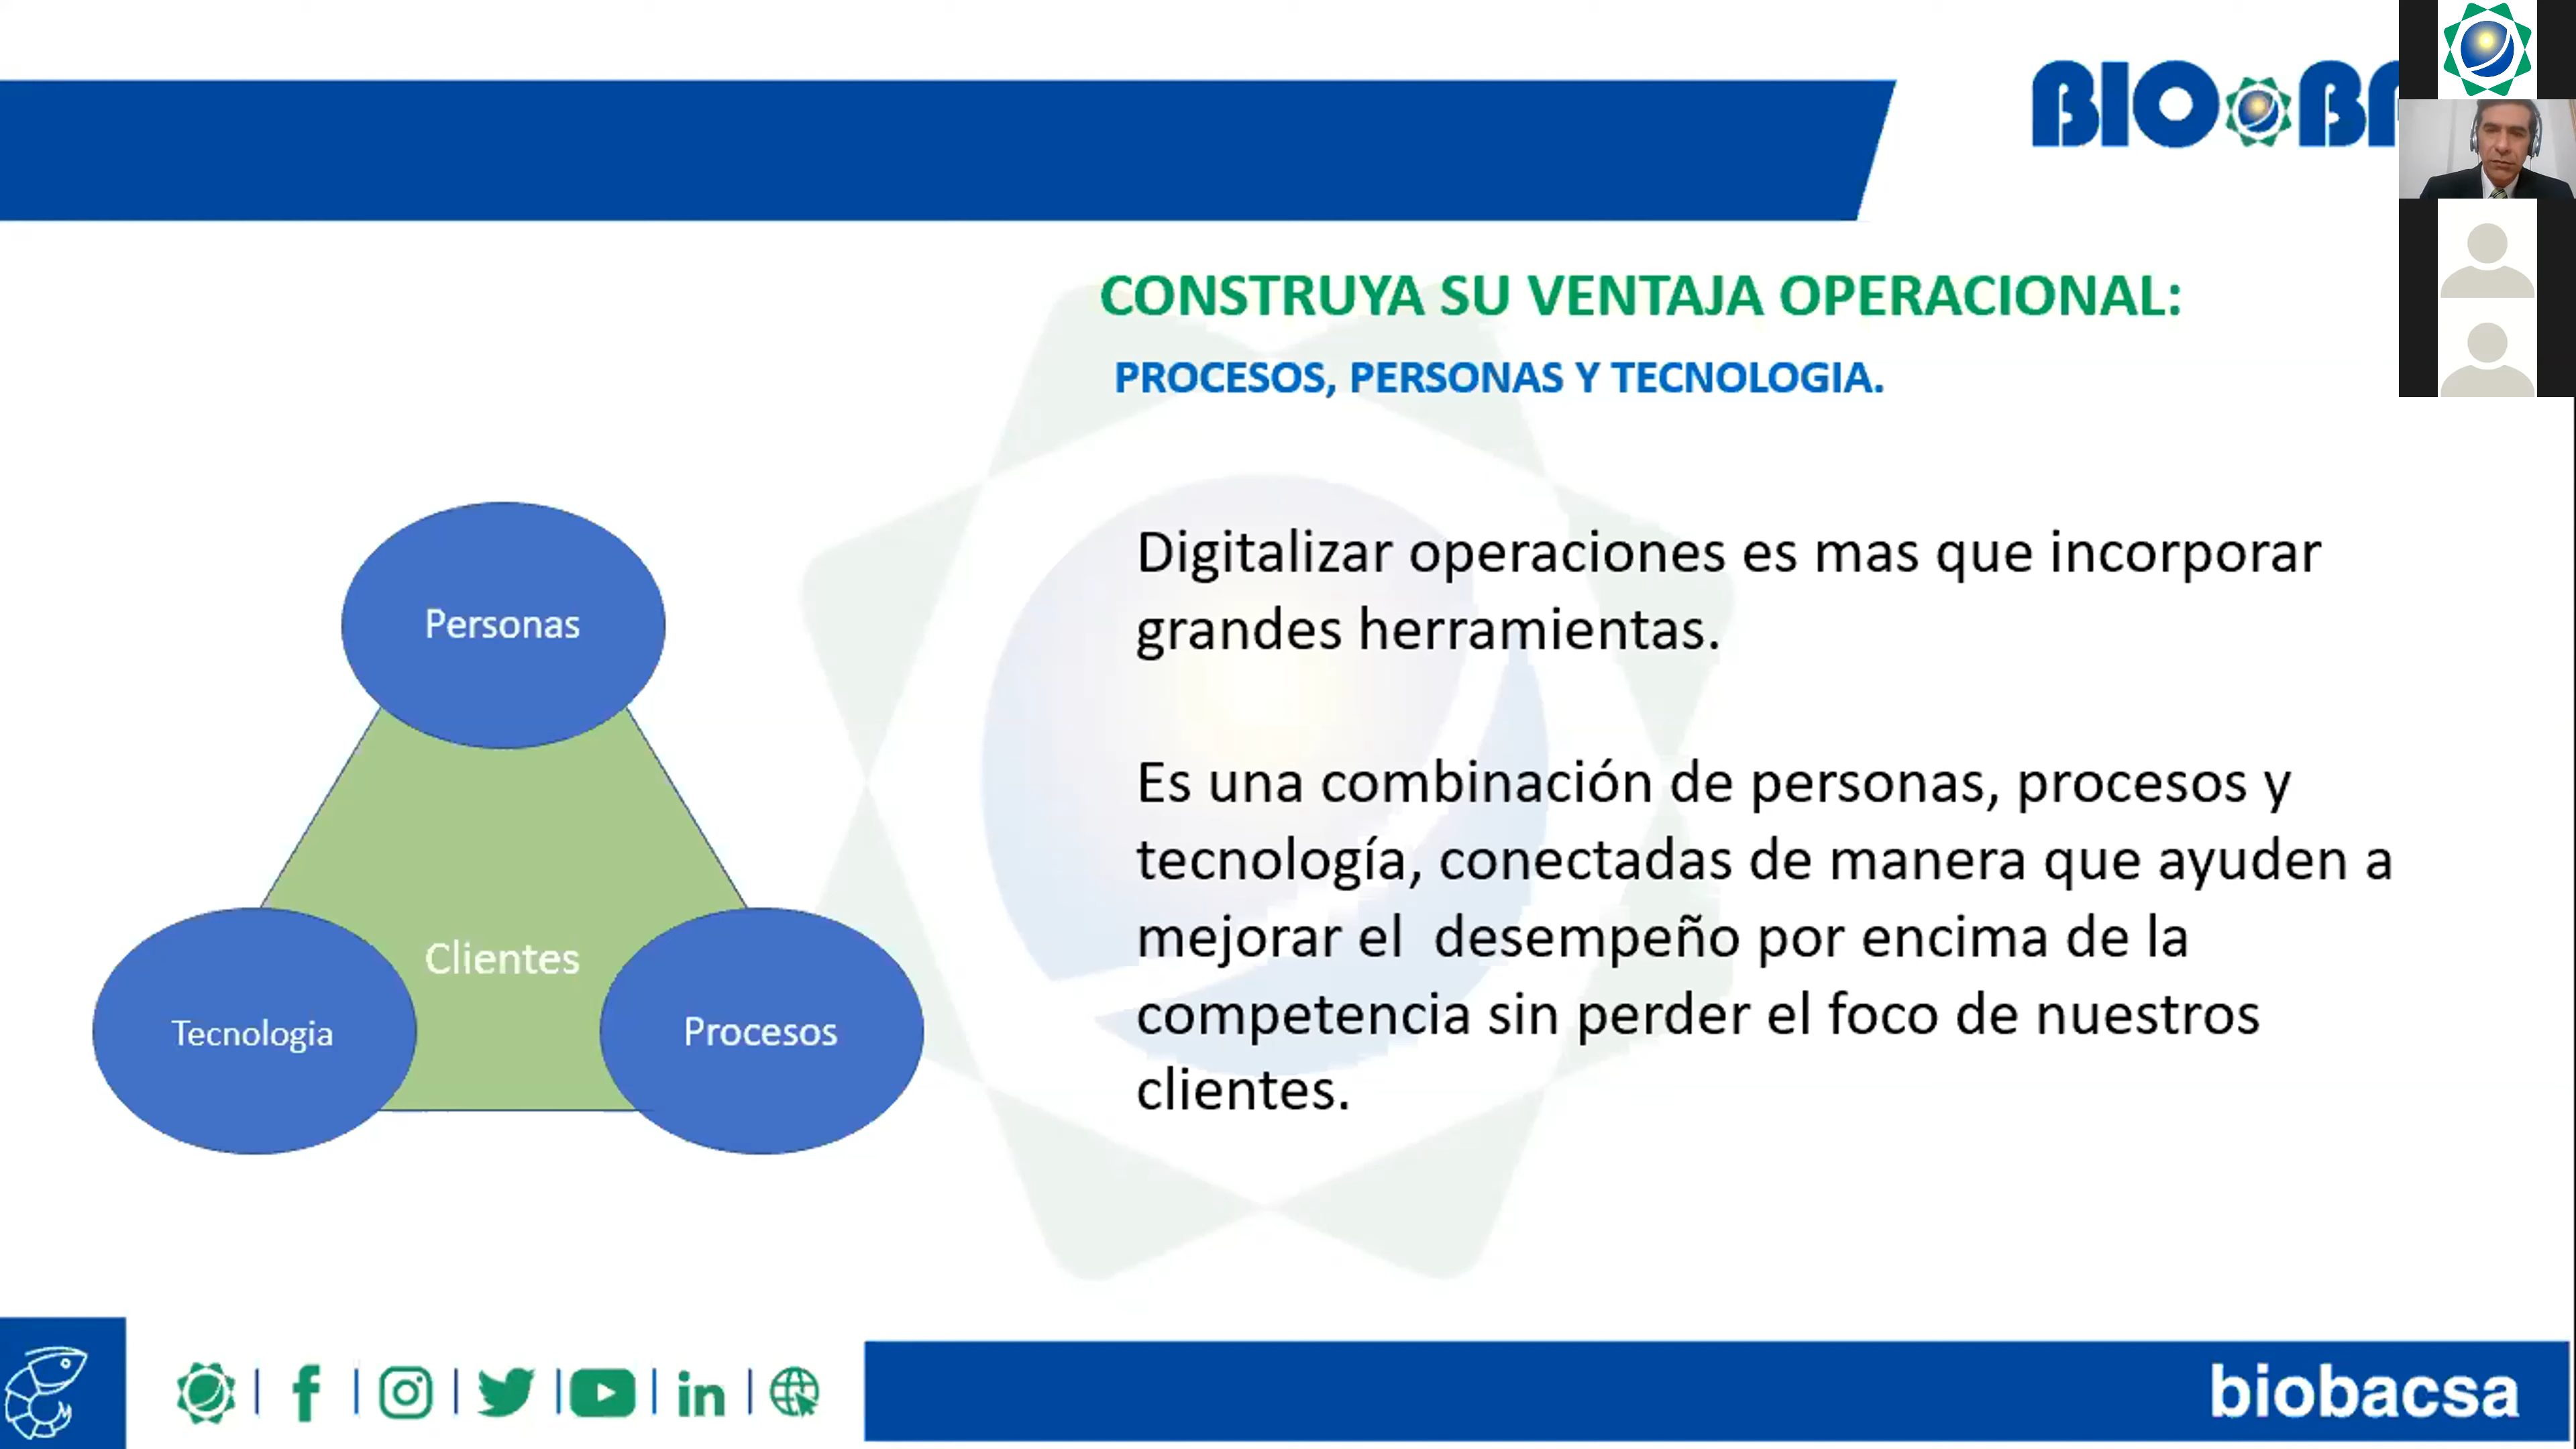 CONSTRUYA SU VENTAJA OPERACIONAL:
PROCESOS, PERSONAS Y TECNOLOGIA.
Personas
Clientes
Tecnologia
Procesos
Digitalizar operaciones es mas que incorporar
grandes herramientas.
Es una combinación de personas, procesos y
tecnología, conectadas de manera que ayuden a
mejorar el  desempeño por encima de la
competencia sin perder el foco de nuestros
clientes.
biobacsa